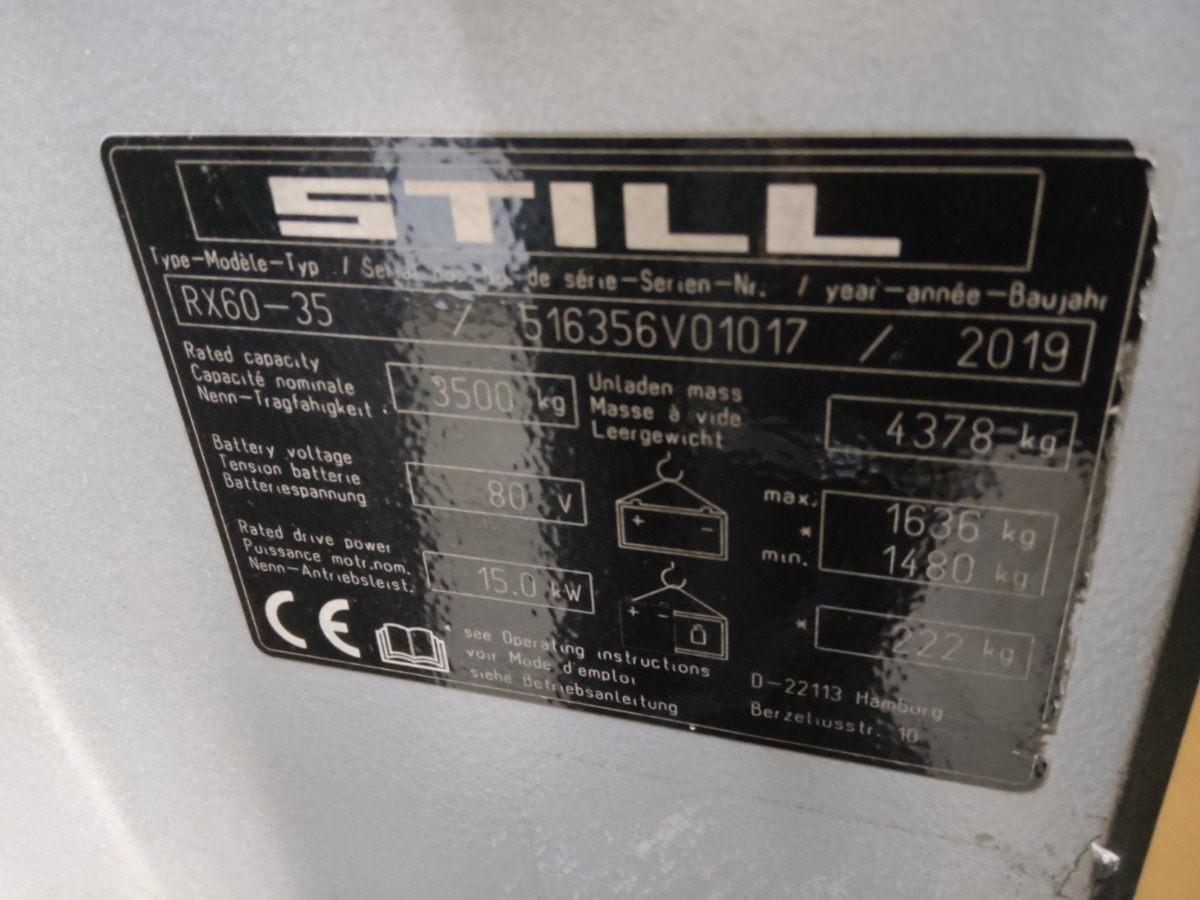 STILL
Type-Modèle-Typ / Serial no.-No. de série-Serien-Nr. / year-année-Baujahr
RX60-35 / 516356V01017 / 2019
Rated capacity
Capacité nominale
Nenn-Tragfähigkeit
3500 kg
Unladen mass
Masse à vide
Leergewicht
4378 kg
Battery voltage
Tension batterie
Batteriespannung
80 V
max.
*
min.
1636 kg
1480 kg
Rated drive power
Puissance motr.nom.
Nenn-Antriebsleist.
15.0 kW
+ -
+ -
* 222 kg
CE
see Operating instructions
voir Mode d'emploi
siehe Betriebsanleitung
D-22113 Hamburg
Berzeliusstr. 10